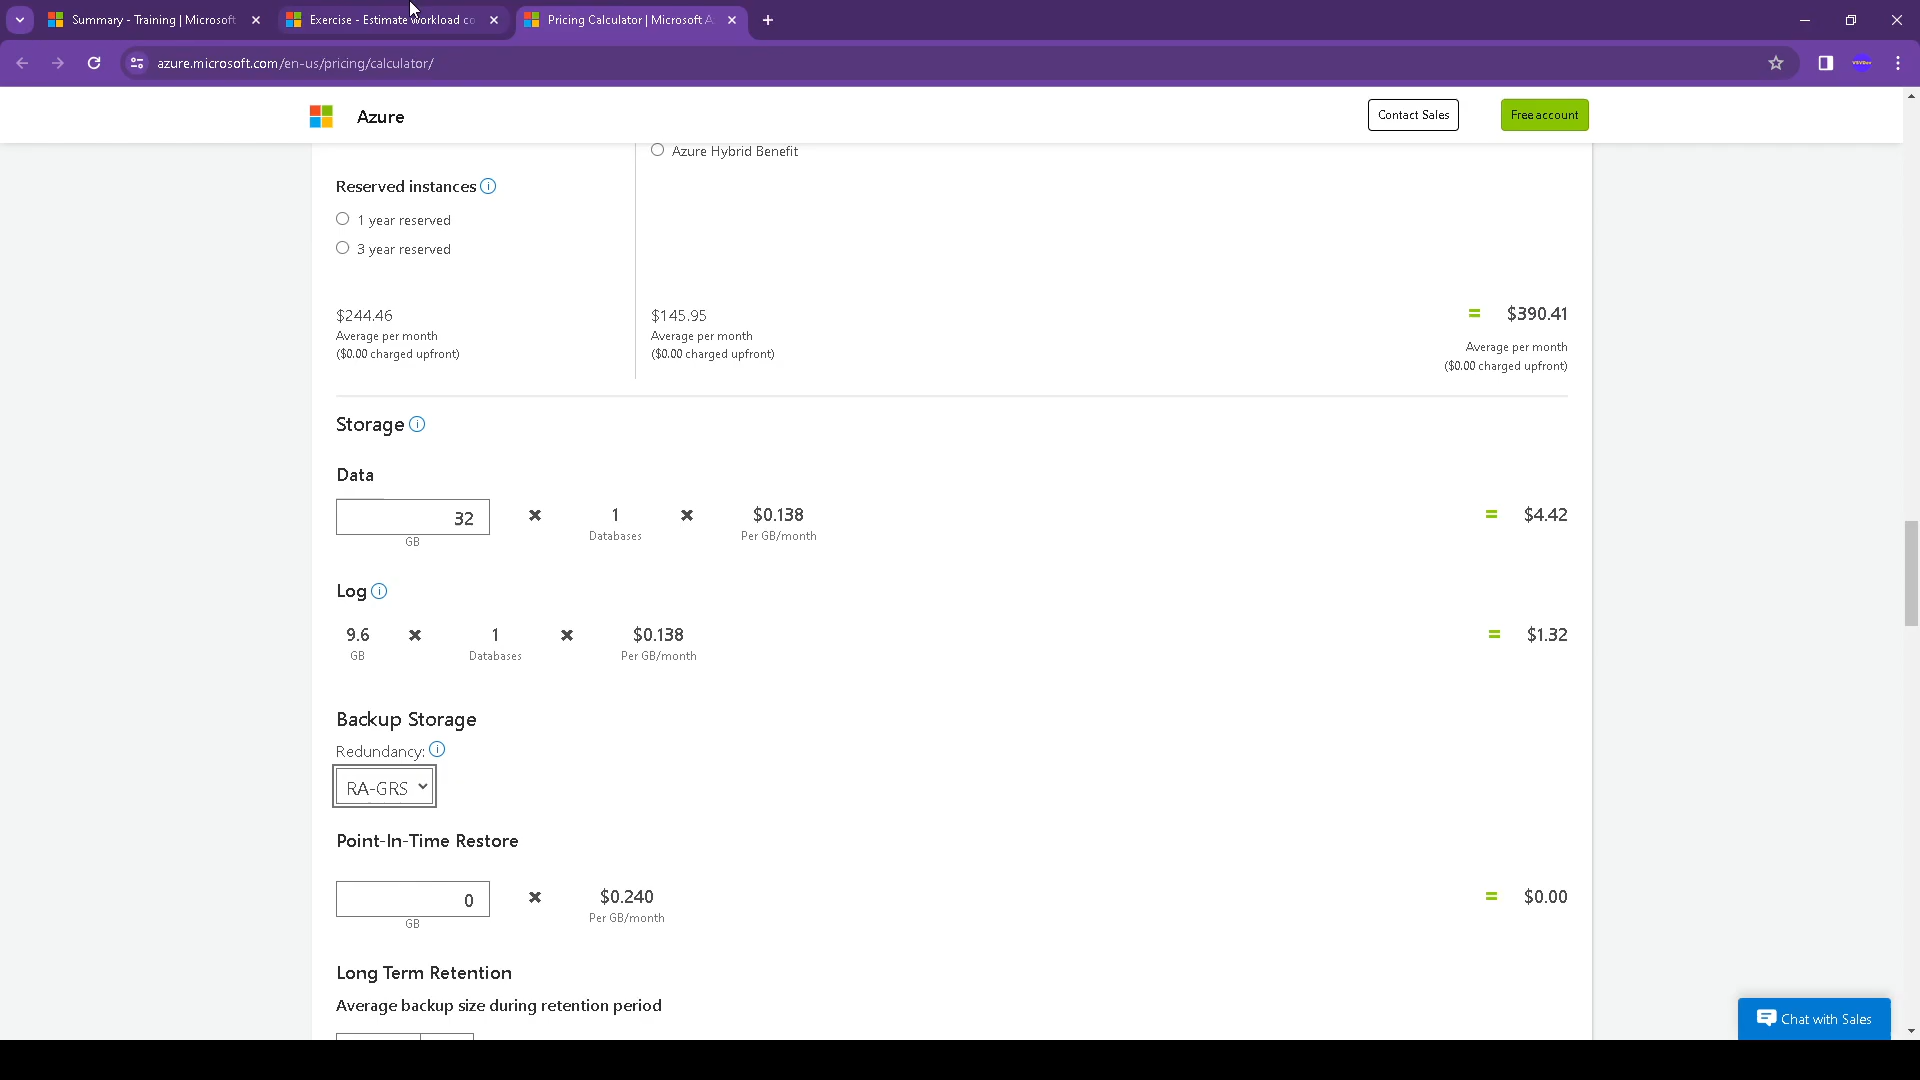 Summary - Training | Microsoft
Exercise - Estimate workload co
Pricing Calculator | Microsoft A
azure.microsoft.com/en-us/pricing/calculator/
Azure
Contact Sales
Free account
Azure Hybrid Benefit
Reserved instances
1 year reserved
3 year reserved
$244.46
Average per month
($0.00 charged upfront)
$145.95
Average per month
($0.00 charged upfront)
= $390.41
Average per month
($0.00 charged upfront)
Storage
Data
32 × 1 × $0.138 = $4.42
GB Databases Per GB/month
Log
9.6 × 1 × $0.138 = $1.32
GB Databases Per GB/month
Backup Storage
Redundancy:
RA-GRS
Point-In-Time Restore
0 × $0.240 = $0.00
GB Per GB/month
Long Term Retention
Average backup size during retention period
Chat with Sales